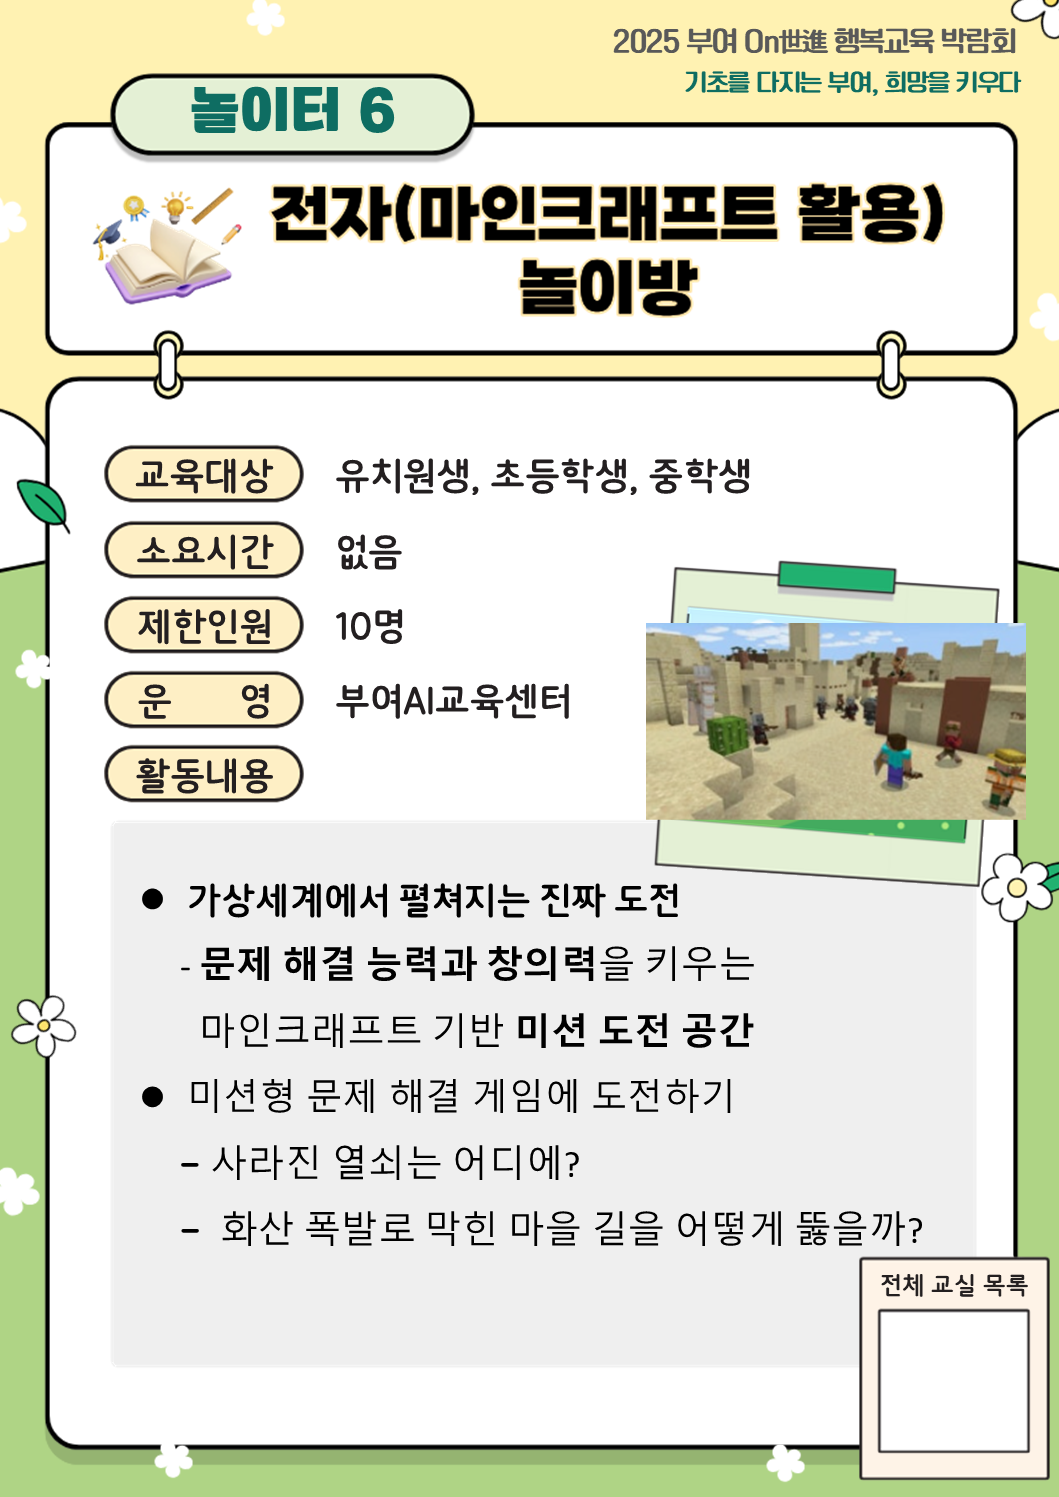 2025 부여 On世進 행복교육 박람회
기초를 다지는 부여, 희망을 키우다
놀이터 6
전자(마인크래프트 활용)
놀이방
교육대상 유치원생, 초등학생, 중학생
소요시간 없음
제한인원 10명
운 영 부여AI교육센터
활동내용
● 가상세계에서 펼쳐지는 진짜 도전
- 문제 해결 능력과 창의력을 키우는
마인크래프트 기반 미션 도전 공간
● 미션형 문제 해결 게임에 도전하기
- 사라진 열쇠는 어디에?
- 화산 폭발로 막힌 마을 길을 어떻게 뚫을까?
전체 교실 목록